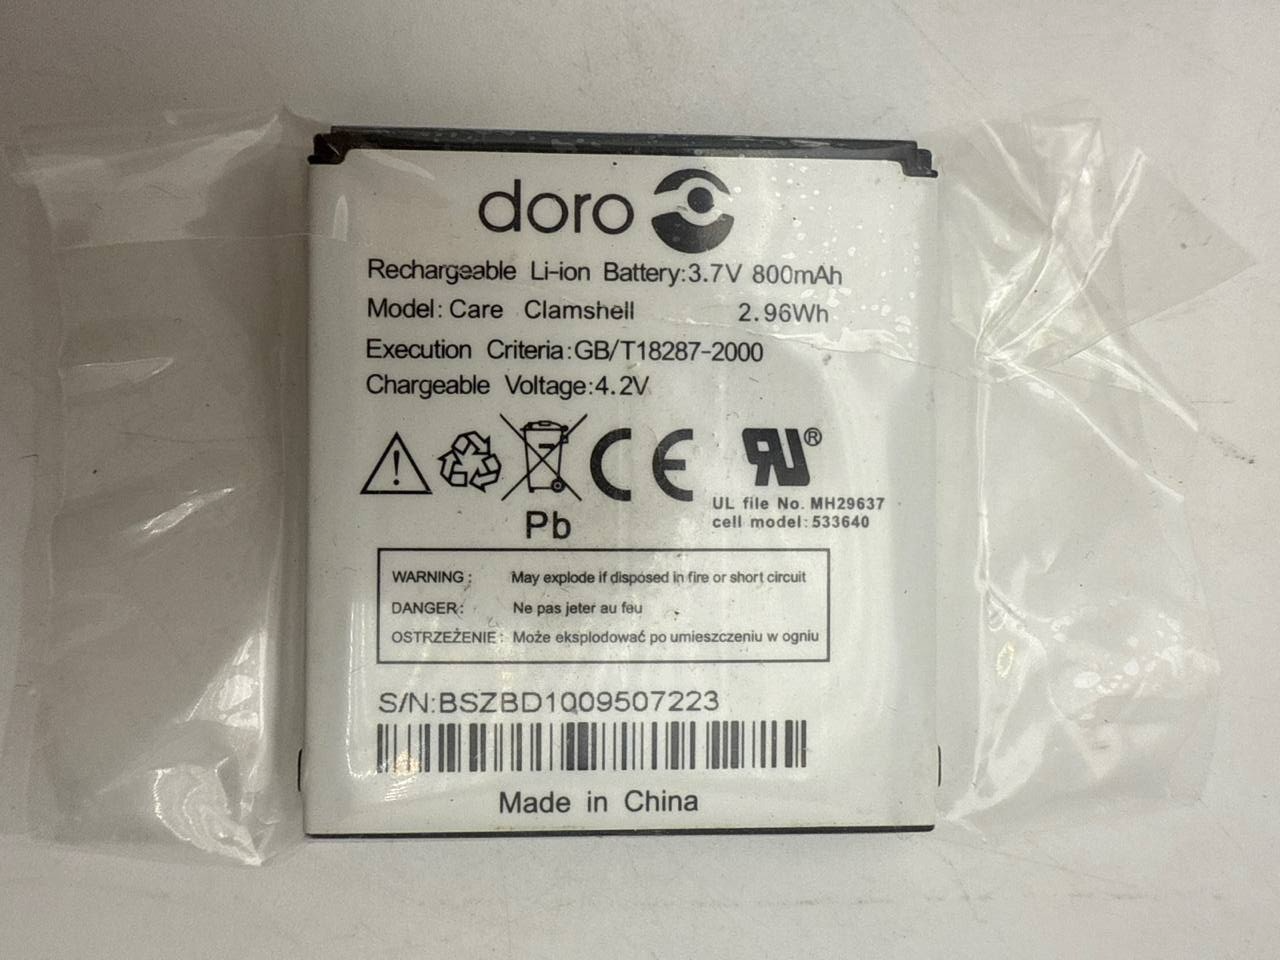 doro
Rechargeable Li-ion Battery:3.7V 800mAh
Model: Care Clamshell 2.96Wh
Execution Criteria:GB/T18287-2000
Chargeable Voltage:4.2V
CE
RU®
UL file No. MH29637
cell model: 533640
Pb
WARNING: May explode if disposed in fire or short circuit
DANGER: Ne pas jeter au feu
OSTRZEŻENIE: Może eksplodować po umieszczeniu w ogniu
S/N:BSZBD1009507223
Made in China